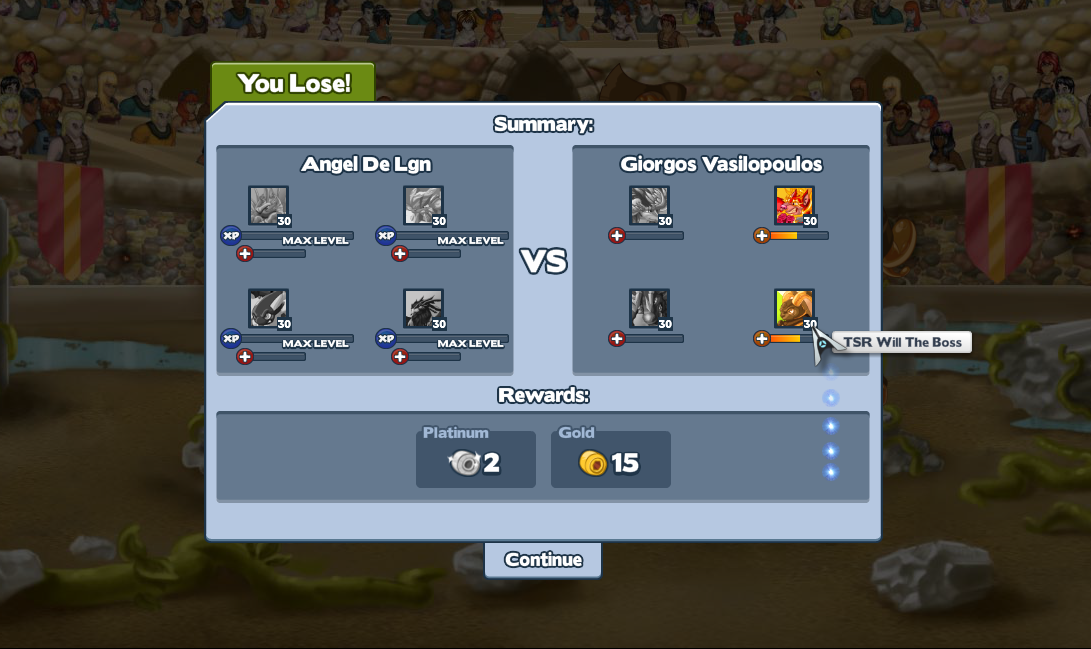 You Lose!
Summary:
Angel De Lgn
Giorgos Vasilopoulos
30
30
30
30
XP
MAX LEVEL
XP
MAX LEVEL
VS
30
30
30
30
XP
MAX LEVEL
XP
MAX LEVEL
TSR Will The Boss
Rewards:
Platinum
Gold
2
15
Continue